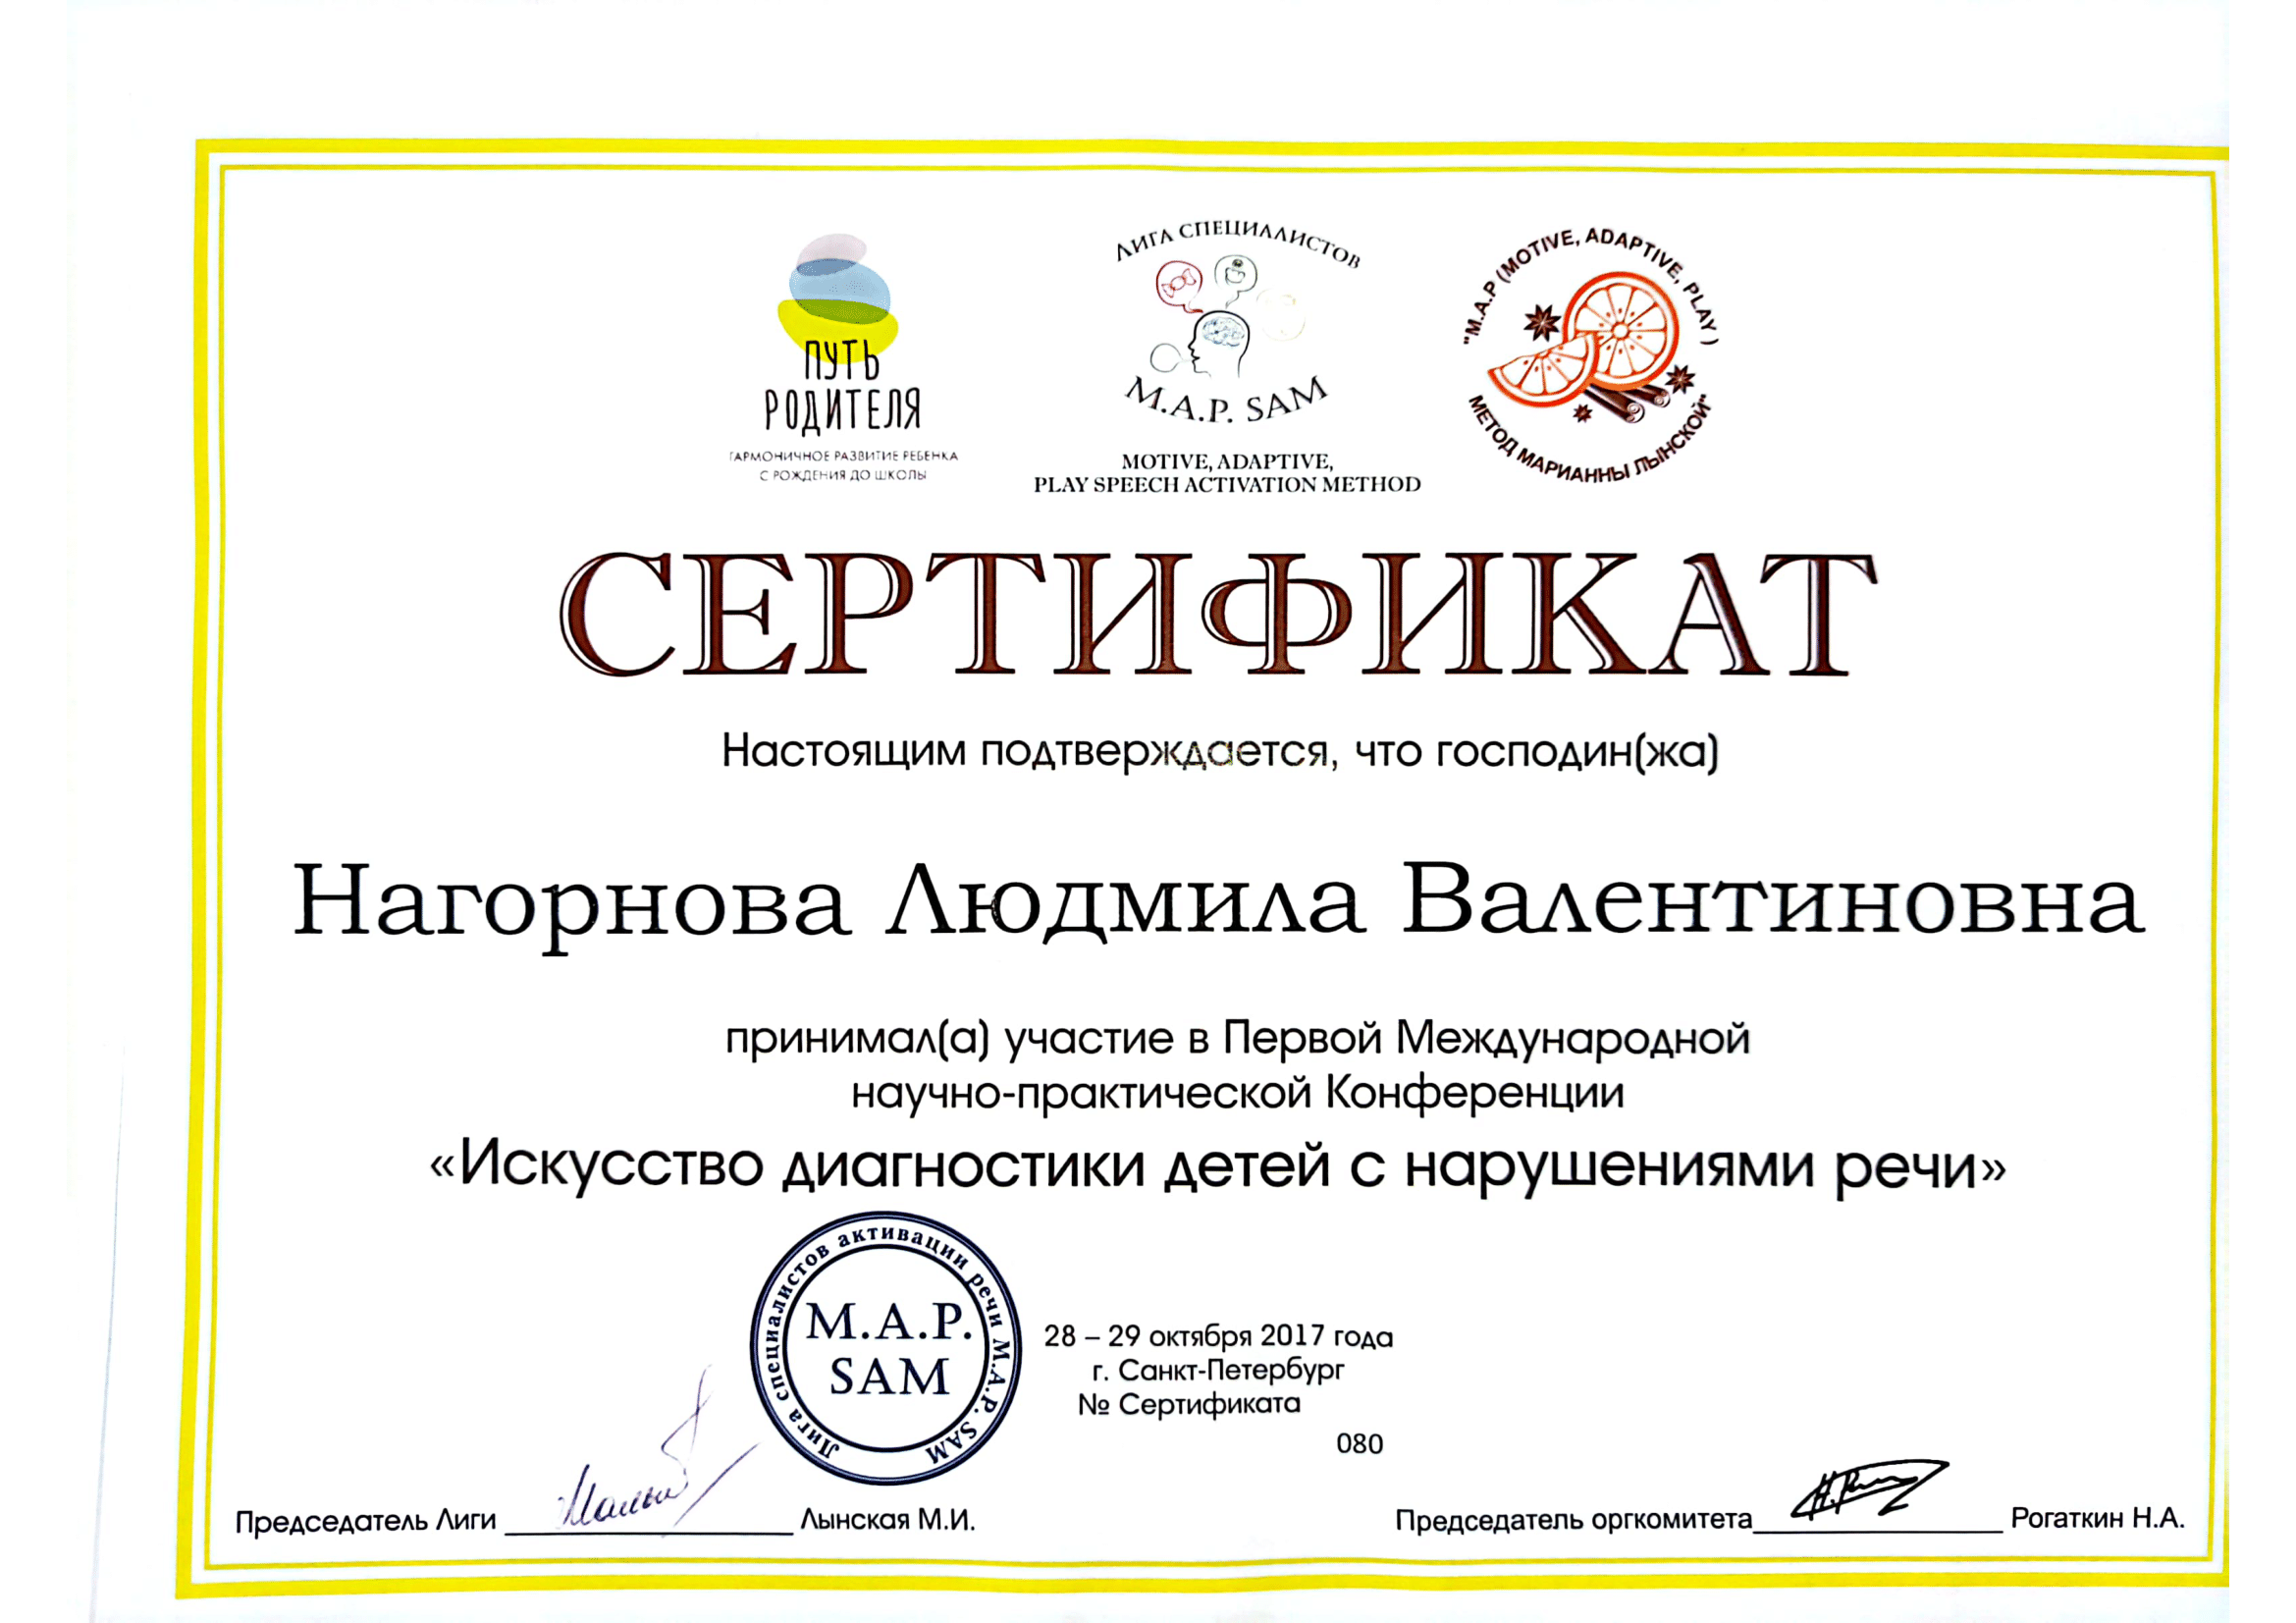 ПУТЬ
РОДИТЕЛЯ
ГАРМОНИЧНОЕ РАЗВИТИЕ РЕБЕНКА
С РОЖДЕНИЯ ДО ШКОЛЫ
ЛИГА СПЕЦИАЛИСТОВ
M.A.P. SAM
MOTIVE, ADAPTIVE,
PLAY SPEECH ACTIVATION METHOD
"M.A.P (MOTIVE, ADAPTIVE, PLAY)
МЕТОД МАРИАННЫ ЛЫНСКОЙ"
СЕРТИФИКАТ
Настоящим подтверждается, что господин(жа)
Нагорнова Людмила Валентиновна
принимал(а) участие в Первой Международной
научно-практической Конференции
«Искусство диагностики детей с нарушениями речи»
Лига специалистов активации речи M.A.P. SAM
M.A.P.
SAM
28 – 29 октября 2017 года
г. Санкт-Петербург
№ Сертификата
080
Председатель Лиги Лынская М.И.
Председатель оргкомитета Рогаткин Н.А.